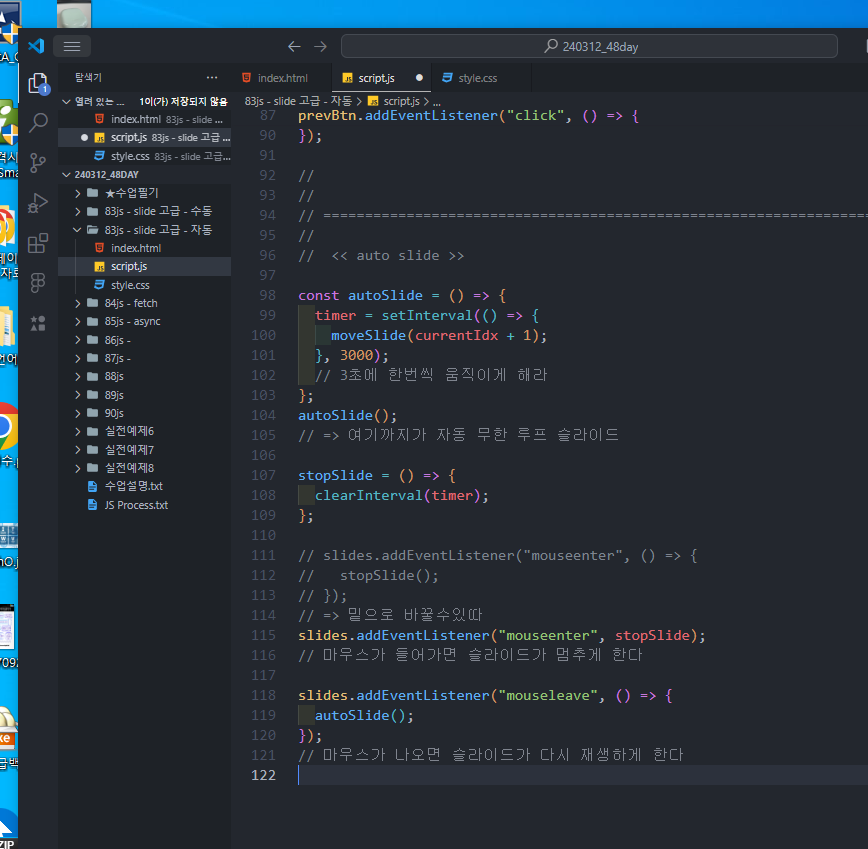 240312_48day
탐색기
···
index.html
script.js
style.css
열려 있는 ... 1이(가) 저장되지 않음
index.html 83js - slide ...
script.js 83js - slide 고급 ...
style.css 83js - slide 고급...
240312_48DAY
★수업필기
83js - slide 고급 - 수동
83js - slide 고급 - 자동
index.html
script.js
style.css
84js - fetch
85js - async
86js -
87js -
88js
89js
90js
실전예제6
실전예제7
실전예제8
수업설명.txt
JS Process.txt
83js - slide 고급 - 자동 > script.js > ...
87 prevBtn.addEventListener("click", () => {
90 });
91
92 //
93 //
94 // ==================================================================
95 //
96 //  << auto slide >>
97
98 const autoSlide = () => {
99   timer = setInterval(() => {
100     moveSlide(currentIdx + 1);
101   }, 3000);
102   // 3초에 한번씩 움직이게 해라
103 };
104 autoSlide();
105 // => 여기까지가 자동 무한 루프 슬라이드
106
107 stopSlide = () => {
108   clearInterval(timer);
109 };
110
111 // slides.addEventListener("mouseenter", () => {
112 //   stopSlide();
113 // });
114 // => 밑으로 바꿀수있따
115 slides.addEventListener("mouseenter", stopSlide);
116 // 마우스가 들어가면 슬라이드가 멈추게 한다
117
118 slides.addEventListener("mouseleave", () => {
119   autoSlide();
120 });
121 // 마우스가 나오면 슬라이드가 다시 재생하게 한다
122
1
ZIP